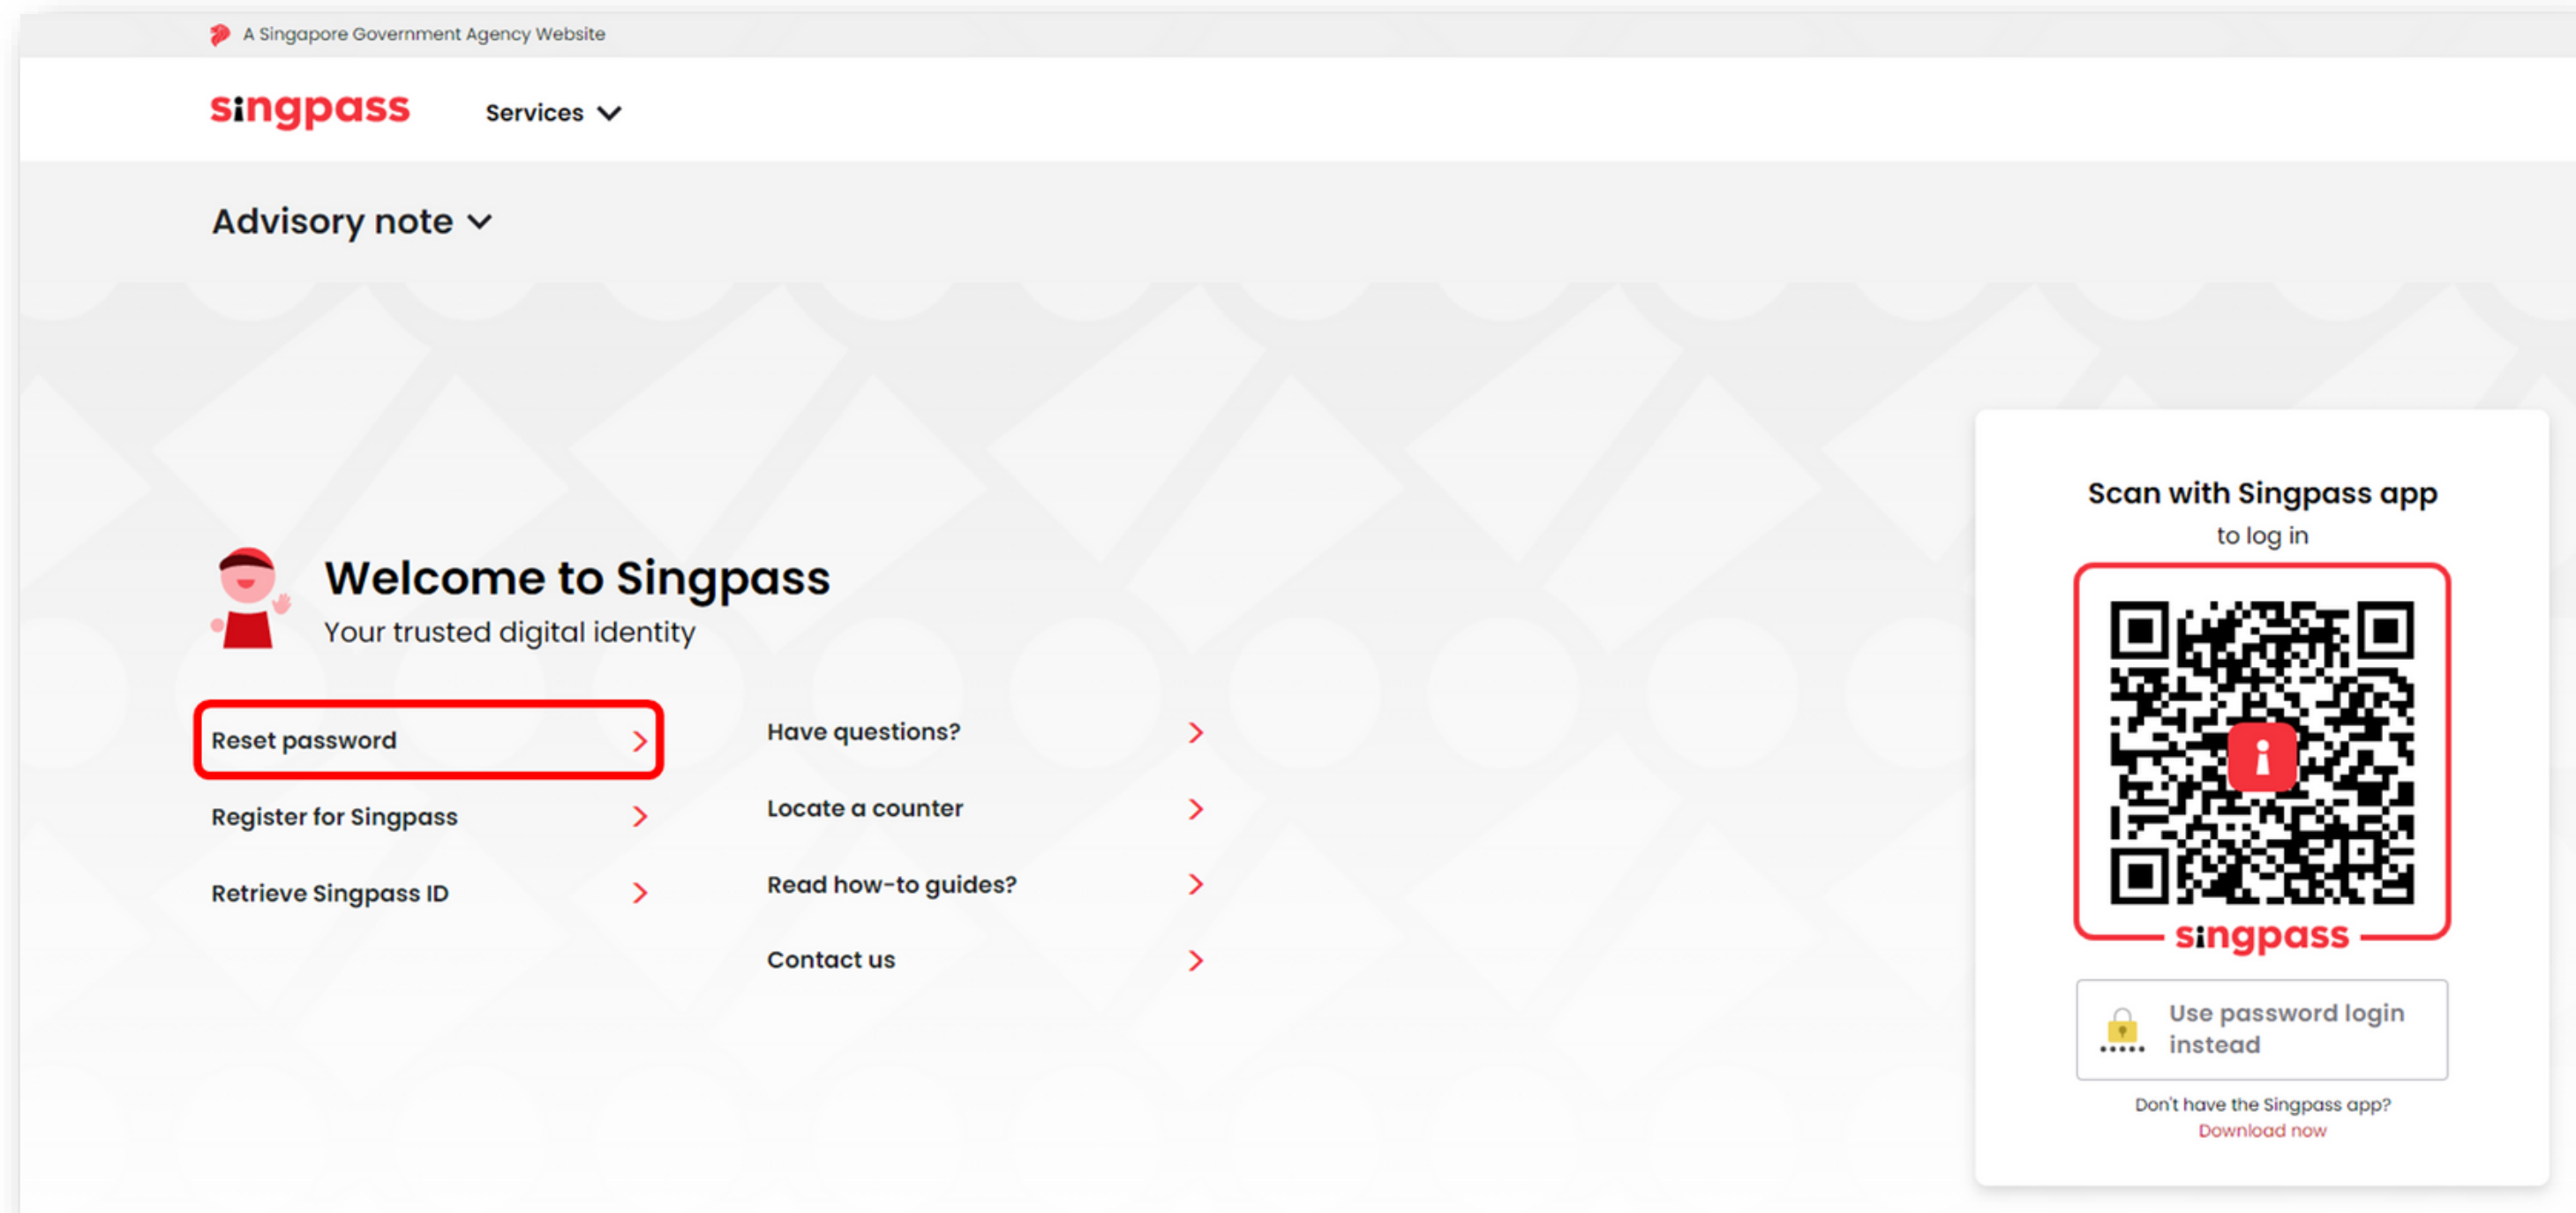 A Singapore Government Agency Website
singpass
Services
Advisory note
Welcome to Singpass
Your trusted digital identity
Reset password
Register for Singpass
Retrieve Singpass ID
Have questions?
Locate a counter
Read how-to guides?
Contact us
Scan with Singpass app
to log in
singpass
Use password login
instead
Don't have the Singpass app?
Download now